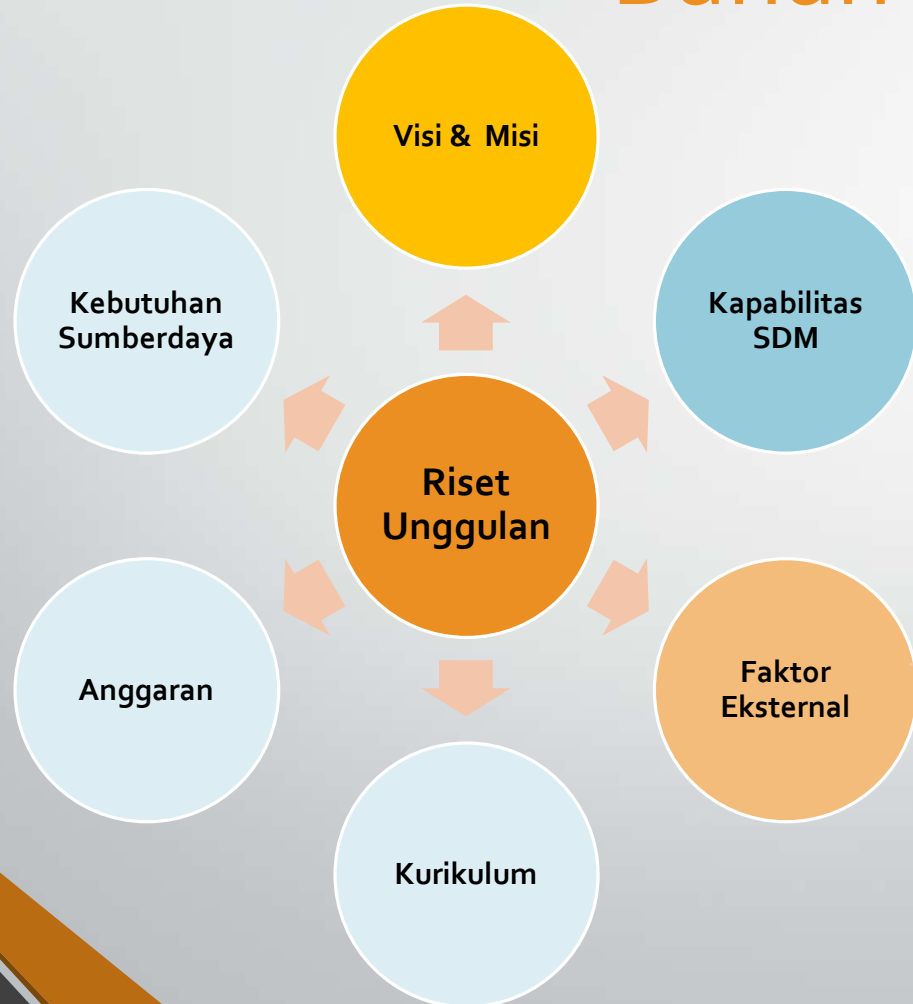 Visi & Misi
Kebutuhan
Sumberdaya
Kapabilitas
SDM
Riset
Unggulan
Anggaran
Faktor
Eksternal
Kurikulum